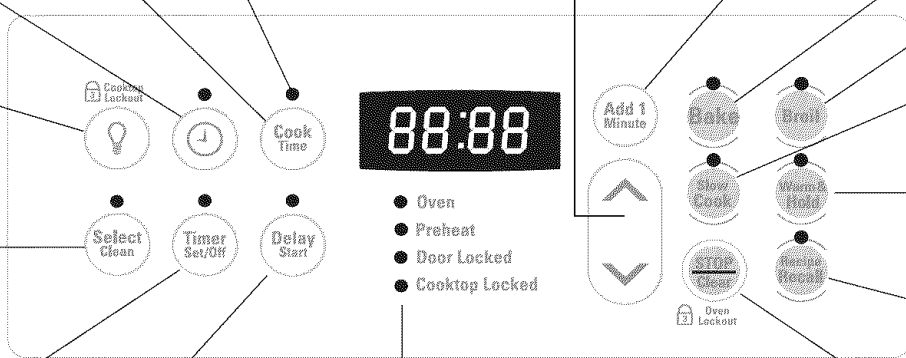 Cooktop
Lockout
Cook
Time
88:88
Add 1
Minute
Bake
Broil
Select
Clean
Timer
Set/Off
Delay
Start
Oven
Preheat
Door Locked
Cooktop Locked
Slow
Cook
Warm&
Hold
STOP
Clear
Recipe
Recall
3
Oven
Lockout